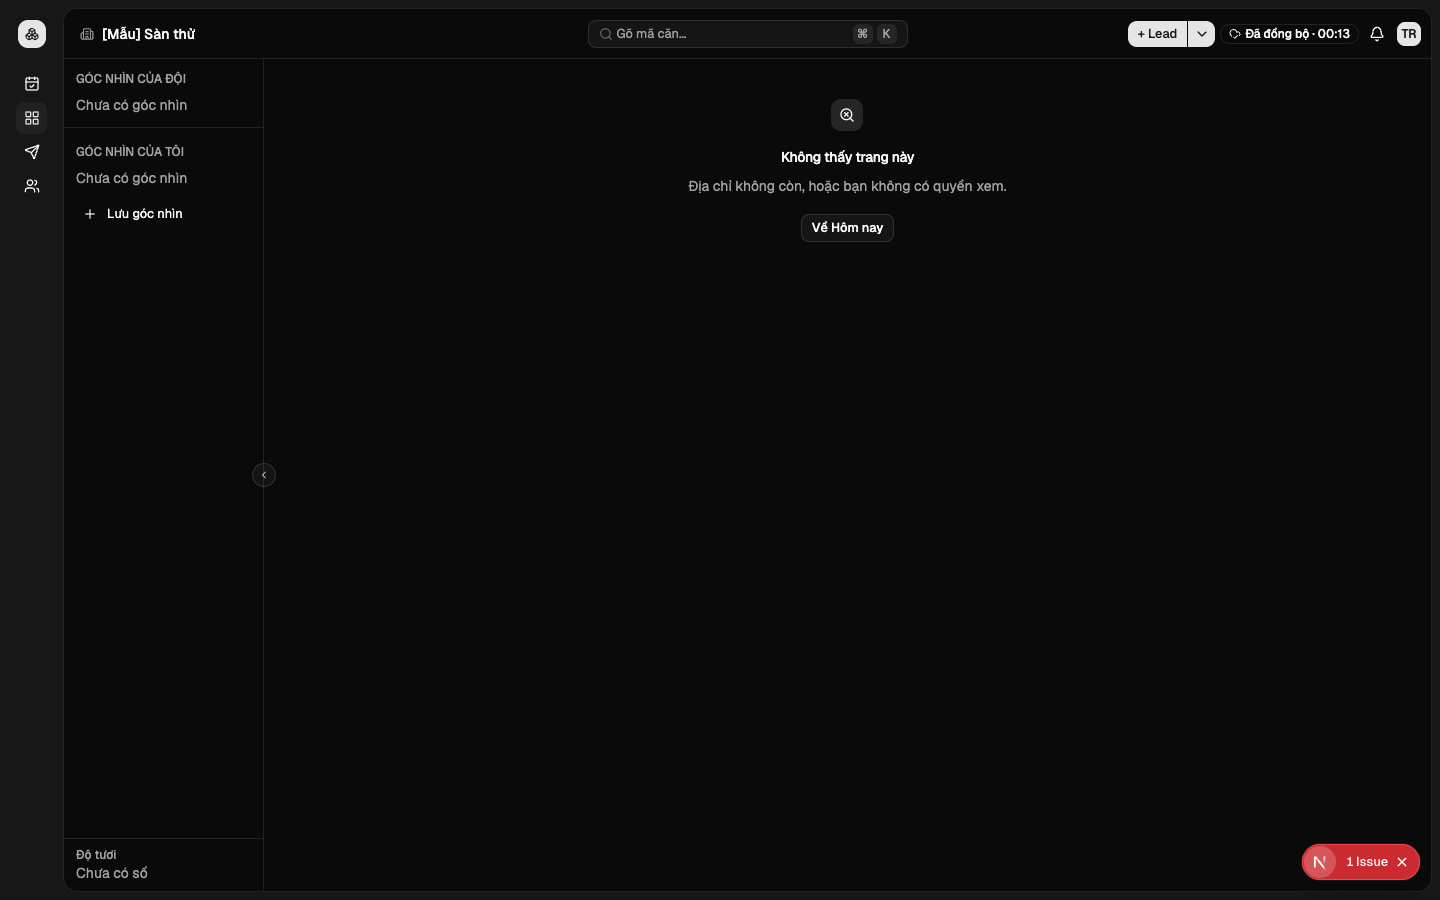 [Mẫu] Sàn thử
Gõ mã căn...
⌘ K
+ Lead
Đã đồng bộ · 00:13
TR
GÓC NHÌN CỦA ĐỘI
Chưa có góc nhìn
GÓC NHÌN CỦA TÔI
Chưa có góc nhìn
Lưu góc nhìn
Không thấy trang này
Địa chỉ không còn, hoặc bạn không có quyền xem.
Về Hôm nay
Độ tươi
Chưa có số
N 1 Issue